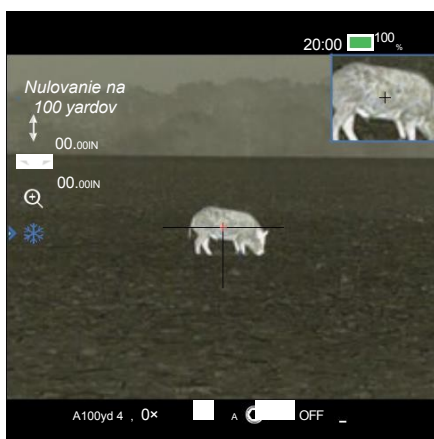 20:00 100 %
Nulovanie na
100 yardov
00.00IN
00.00IN
A100yd 4 , 0× A OFF _